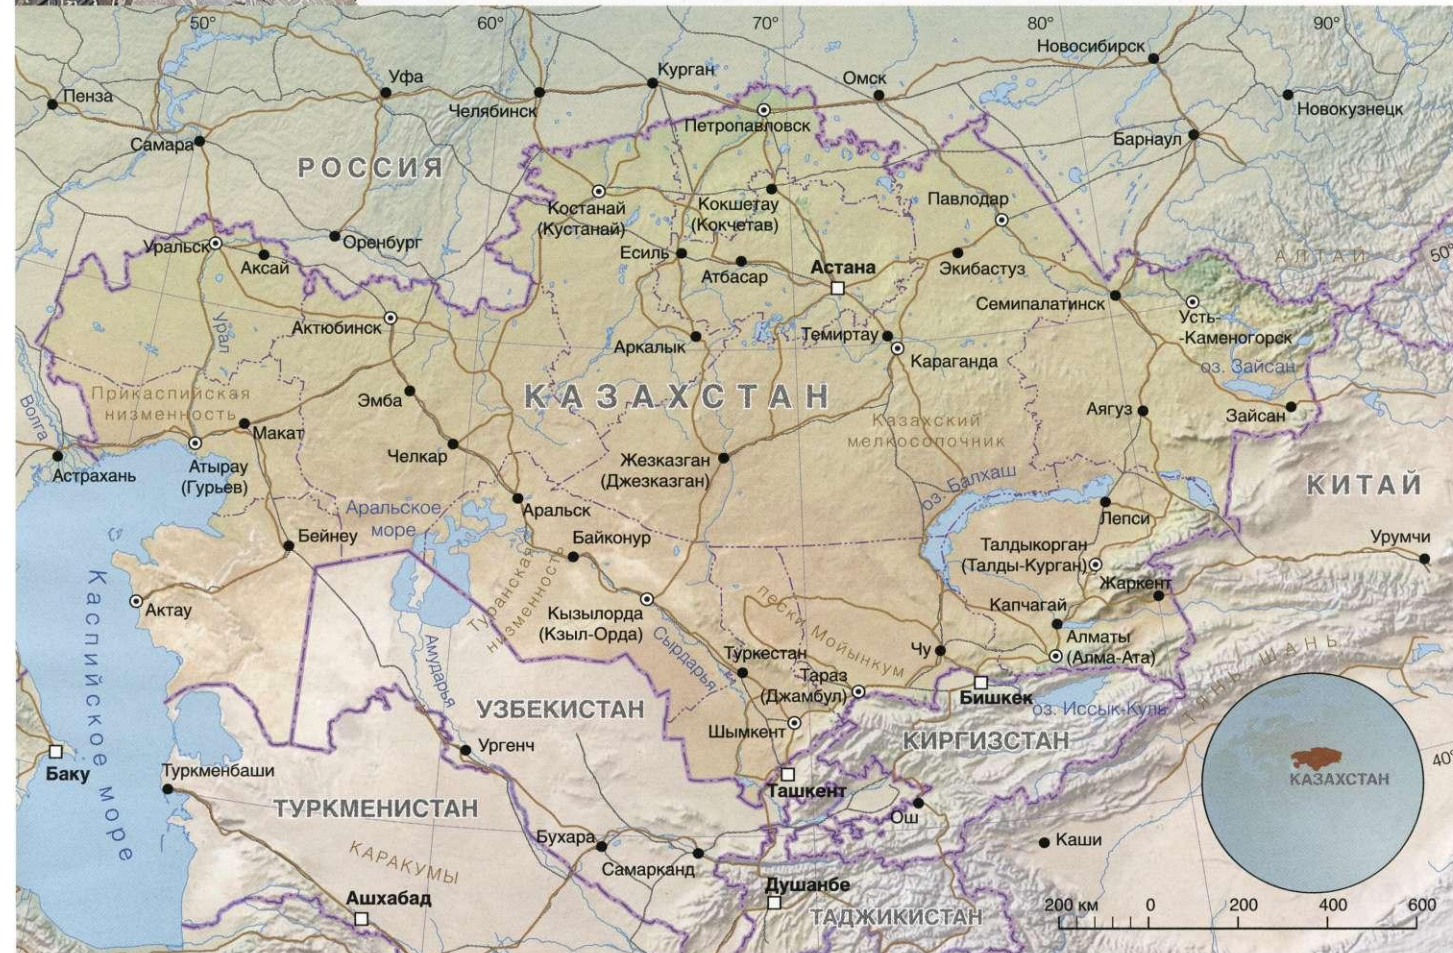 50°
60°
70°
80°
90°
Новосибирск
Курган
Уфа
Омск
Пенза
Челябинск
Новокузнецк
Петропавловск
Самара
Барнаул
РОССИЯ
Павлодар
Костанай
(Кустанай)
Кокшетау
(Кокчетав)
Уральск
Оренбург
Аксай
Есиль
Атбасар
Астана
Экибастуз
АЛТАЙ
50°
Семипалатинск
Усть-
-Каменогорск
Урал
Актюбинск
Аркалык
Темиртау
Караганда
оз. Зайсан
Прикаспийская
низменность
Эмба
КАЗАХСТАН
Казахский
мелкосопочник
Аягуз
Зайсан
Волга
Макат
Астрахань
Атырау
(Гурьев)
Челкар
Жезказган
(Джезказган)
оз. Балхаш
КИТАЙ
Аральское
море
Аральск
Лепси
Бейнеу
Байконур
Талдыкорган
(Талды-Курган)
Урумчи
Каспийское море
Актау
Туранская
низменность
Кызылорда
(Кзыл-Орда)
пески Мойынкум
Жаркент
Капчагай
Алматы
(Алма-Ата)
Амударья
Сырдарья
Туркестан
Чу
Тараз
(Джамбул)
Бишкек
оз. Иссык-Куль
ТЯНЬ-ШАНЬ
УЗБЕКИСТАН
Шымкент
КИРГИЗСТАН
Ургенч
Баку
Туркменбаши
Ташкент
40°
КАЗАХСТАН
ТУРКМЕНИСТАН
Ош
Бухара
Самарканд
Каши
КАРАКУМЫ
Ашхабад
Душанбе
ТАДЖИКИСТАН
200 км 0 200 400 600